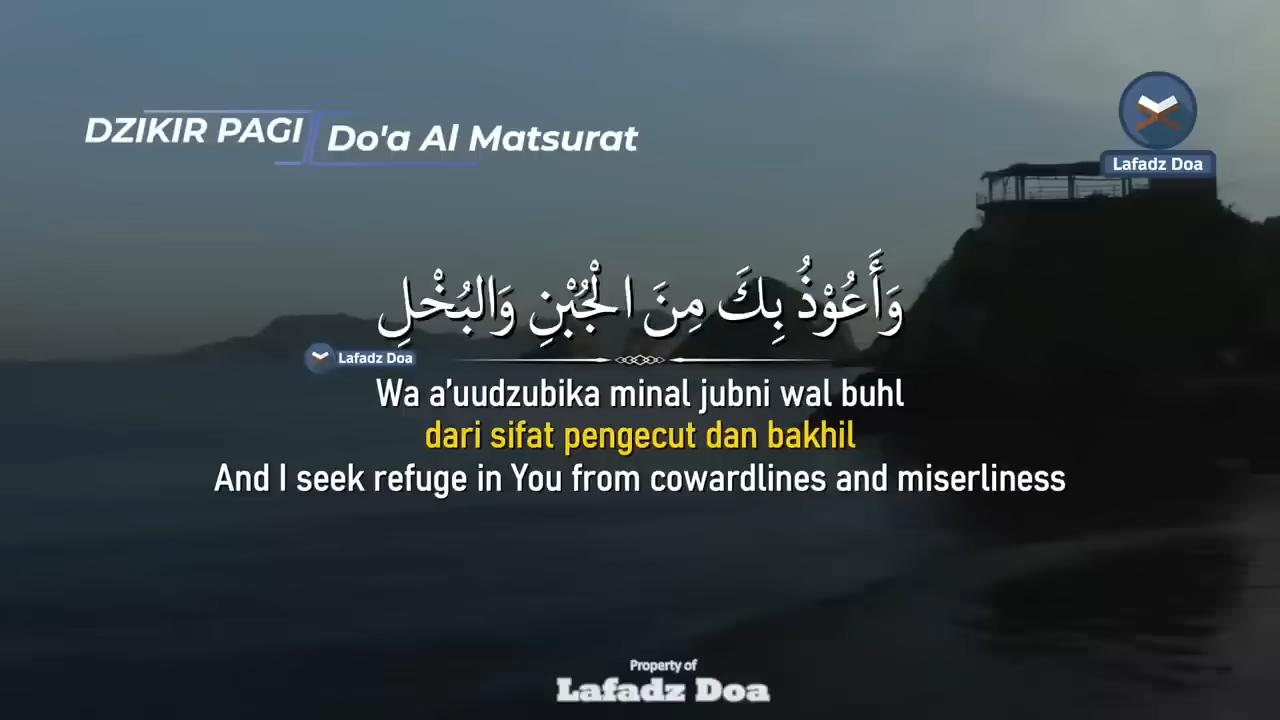 DZIKIR PAGI
Do'a Al Matsurat
Lafadz Doa
وَأَعُوْذُ بِكَ مِنَ الْجُبْنِ وَالبُخْلِ
Lafadz Doa
Wa a’uudzubika minal jubni wal buhl
dari sifat pengecut dan bakhil
And I seek refuge in You from cowardlines and miserliness
Property of
Lafadz Doa